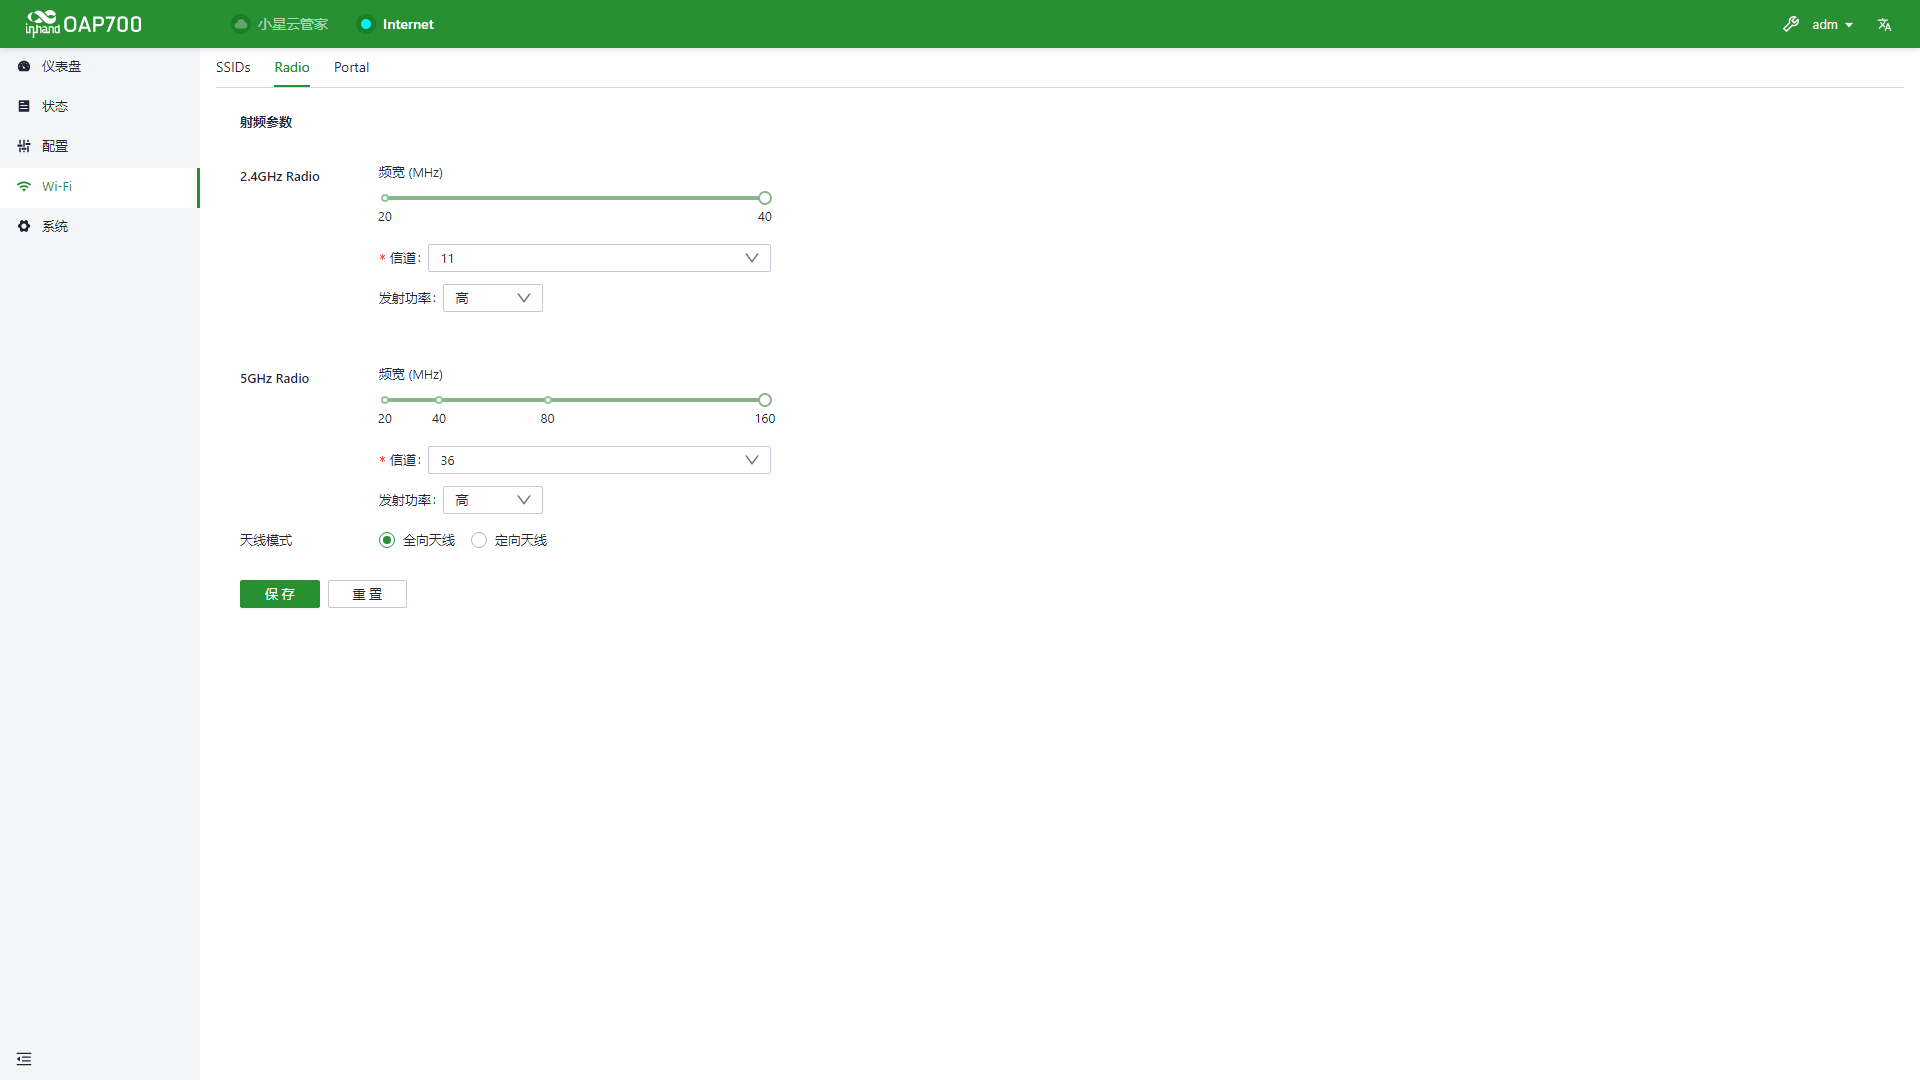 inhand OAP700
小星云管家
Internet
adm
仪表盘
状态
配置
Wi-Fi
系统
SSIDs
Radio
Portal
射频参数
2.4GHz Radio
频宽 (MHz)
20
40
* 信道：
11
发射功率：
高
5GHz Radio
频宽 (MHz)
20
40
80
160
* 信道：
36
发射功率：
高
天线模式
全向天线
定向天线
保 存
重 置